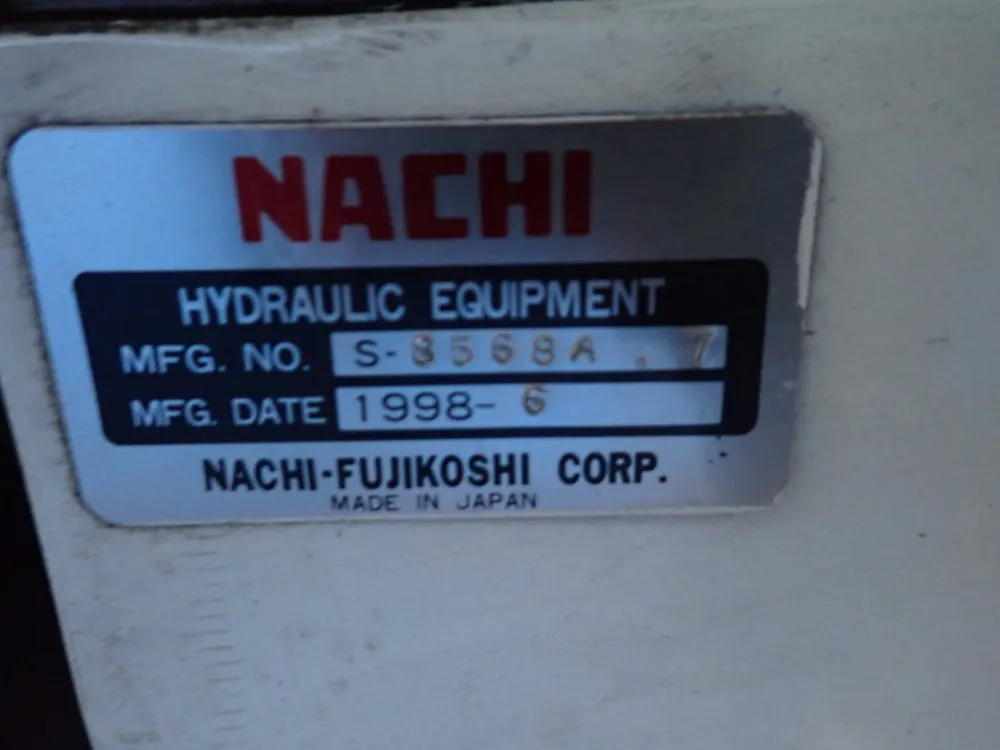 NACHI
HYDRAULIC EQUIPMENT
MFG. NO. S-8568A . 7
MFG. DATE 1998-6
NACHI-FUJIKOSHI CORP.
MADE IN JAPAN